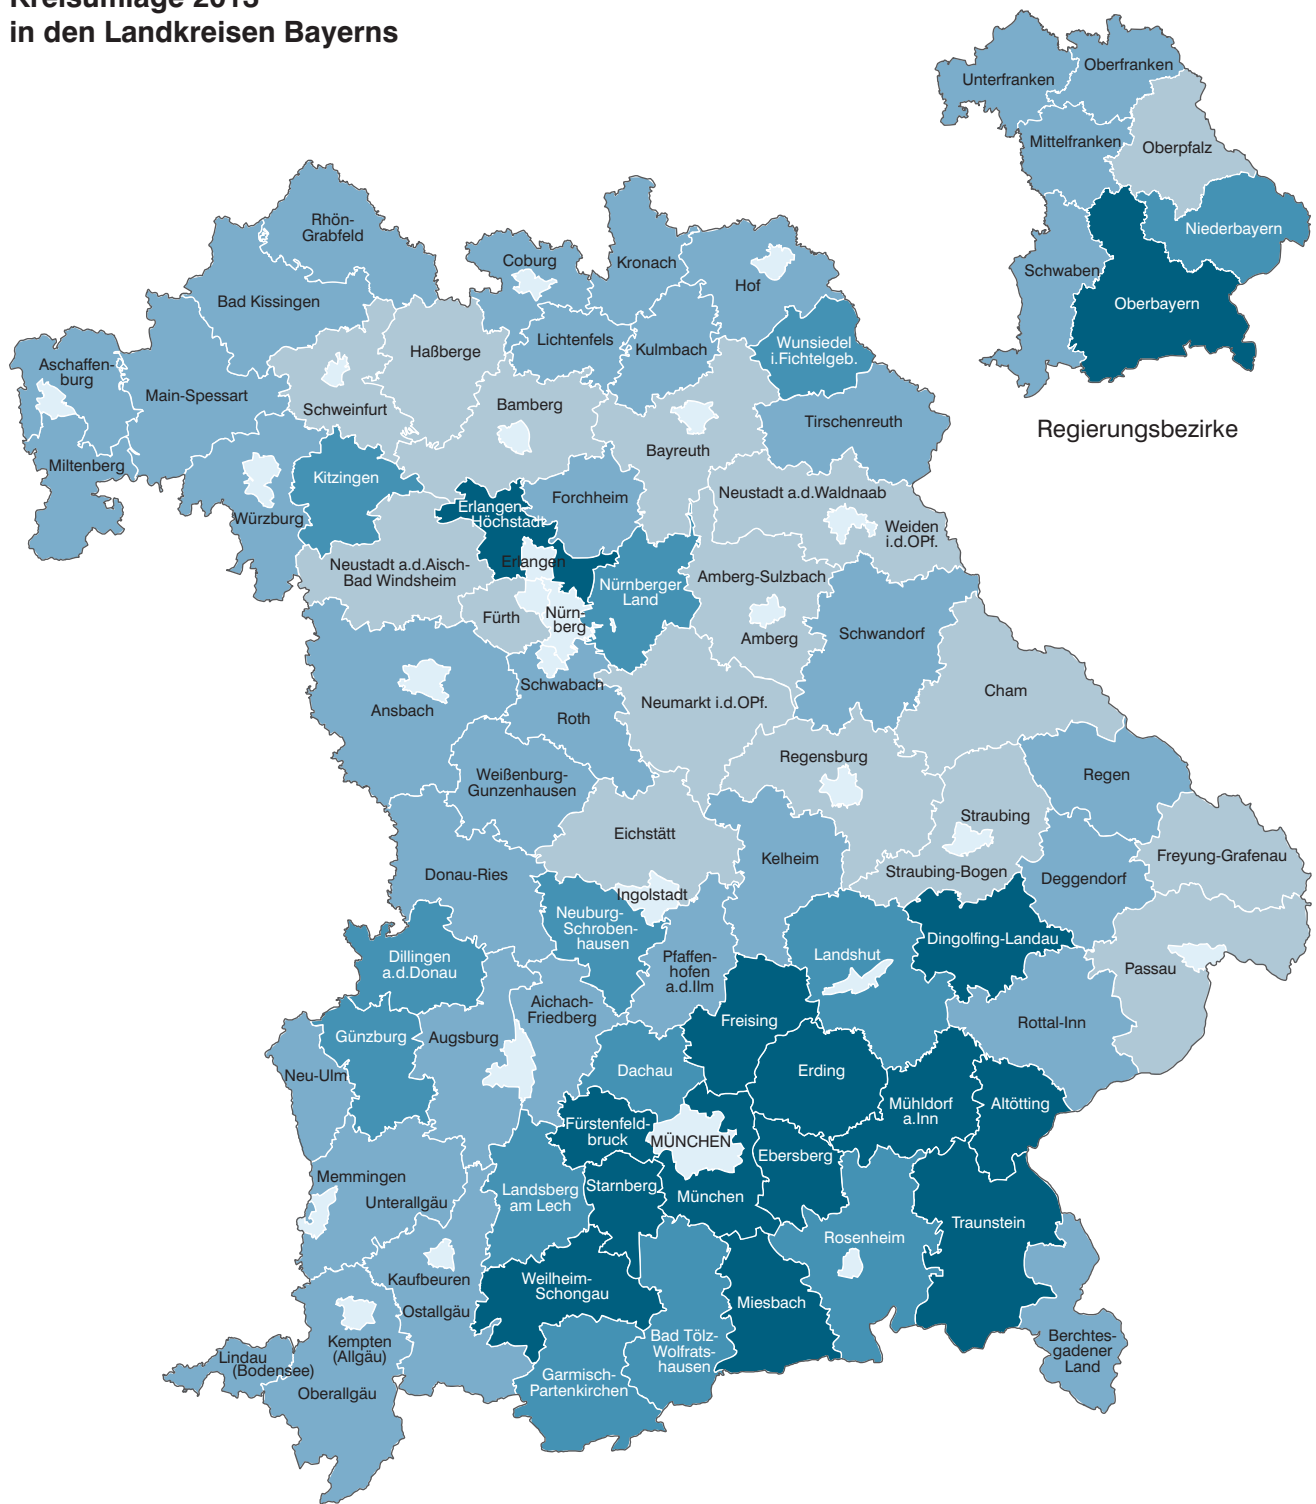 Kreisumlage 2013
in den Landkreisen Bayerns
Unterfranken
Oberfranken
Mittelfranken
Oberpfalz
Niederbayern
Schwaben
Oberbayern
Regierungsbezirke
Rhön-
Grabfeld
Coburg
Kronach
Hof
Bad Kissingen
Lichtenfels
Kulmbach
Wunsiedel
i.Fichtelgeb.
Haßberge
Aschaffen-
burg
Main-Spessart
Schweinfurt
Bamberg
Tirschenreuth
Bayreuth
Miltenberg
Kitzingen
Neustadt a.d.Waldnaab
Forchheim
Würzburg
Erlangen-
Höchstadt
Weiden
i.d.OPf.
Erlangen
Neustadt a.d.Aisch-
Bad Windsheim
Nürnberger
Land
Amberg-Sulzbach
Fürth
Nürn-
berg
Amberg
Schwandorf
Schwabach
Ansbach
Roth
Neumarkt i.d.OPf.
Cham
Regensburg
Weißenburg-
Gunzenhausen
Regen
Straubing
Eichstätt
Kelheim
Freyung-Grafenau
Donau-Ries
Straubing-Bogen
Deggendorf
Ingolstadt
Neuburg-
Schroben-
hausen
Dingolfing-Landau
Dillingen
a.d.Donau
Pfaffen-
hofen
a.d.Ilm
Landshut
Passau
Aichach-
Friedberg
Freising
Rottal-Inn
Günzburg
Augsburg
Neu-Ulm
Dachau
Erding
Mühldorf
a.Inn
Altötting
Fürstenfeld-
bruck
MÜNCHEN
Ebersberg
Memmingen
Unterallgäu
Landsberg
am Lech
Starnberg
München
Traunstein
Rosenheim
Kaufbeuren
Weilheim-
Schongau
Miesbach
Ostallgäu
Kempten
(Allgäu)
Bad Tölz-
Wolfrats-
hausen
Berchtes-
gadener
Land
Lindau
(Bodensee)
Oberallgäu
Garmisch-
Partenkirchen